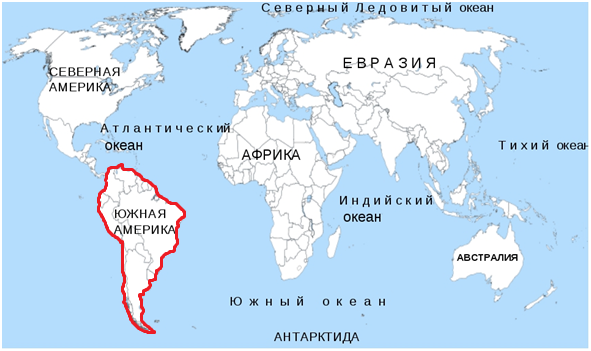 Северный Ледовитый океан
ЕВРАЗИЯ
СЕВЕРНАЯ
АМЕРИКА
Атлантический
океан
Тихий океан
АФРИКА
Индийский
океан
ЮЖНАЯ
АМЕРИКА
АВСТРАЛИЯ
Южный океан
АНТАРКТИДА